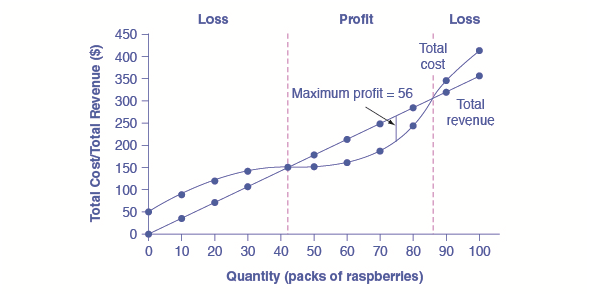 Loss Profit Loss
450
400
350
300
250
200
150
100
50
0
Total Cost/Total Revenue ($)
Total
cost
Maximum profit = 56
Total
revenue
0 10 20 30 40 50 60 70 80 90 100
Quantity (packs of raspberries)